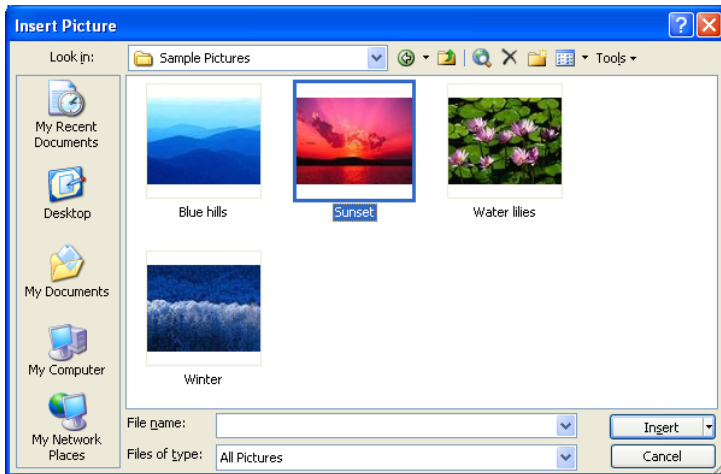 Insert Picture
?
Look in:
Sample Pictures
Tools
My Recent
Documents
Desktop
My Documents
My Computer
My Network
Places
Blue hills
Sunset
Water lilies
Winter
File name:
Insert
Files of type:
All Pictures
Cancel